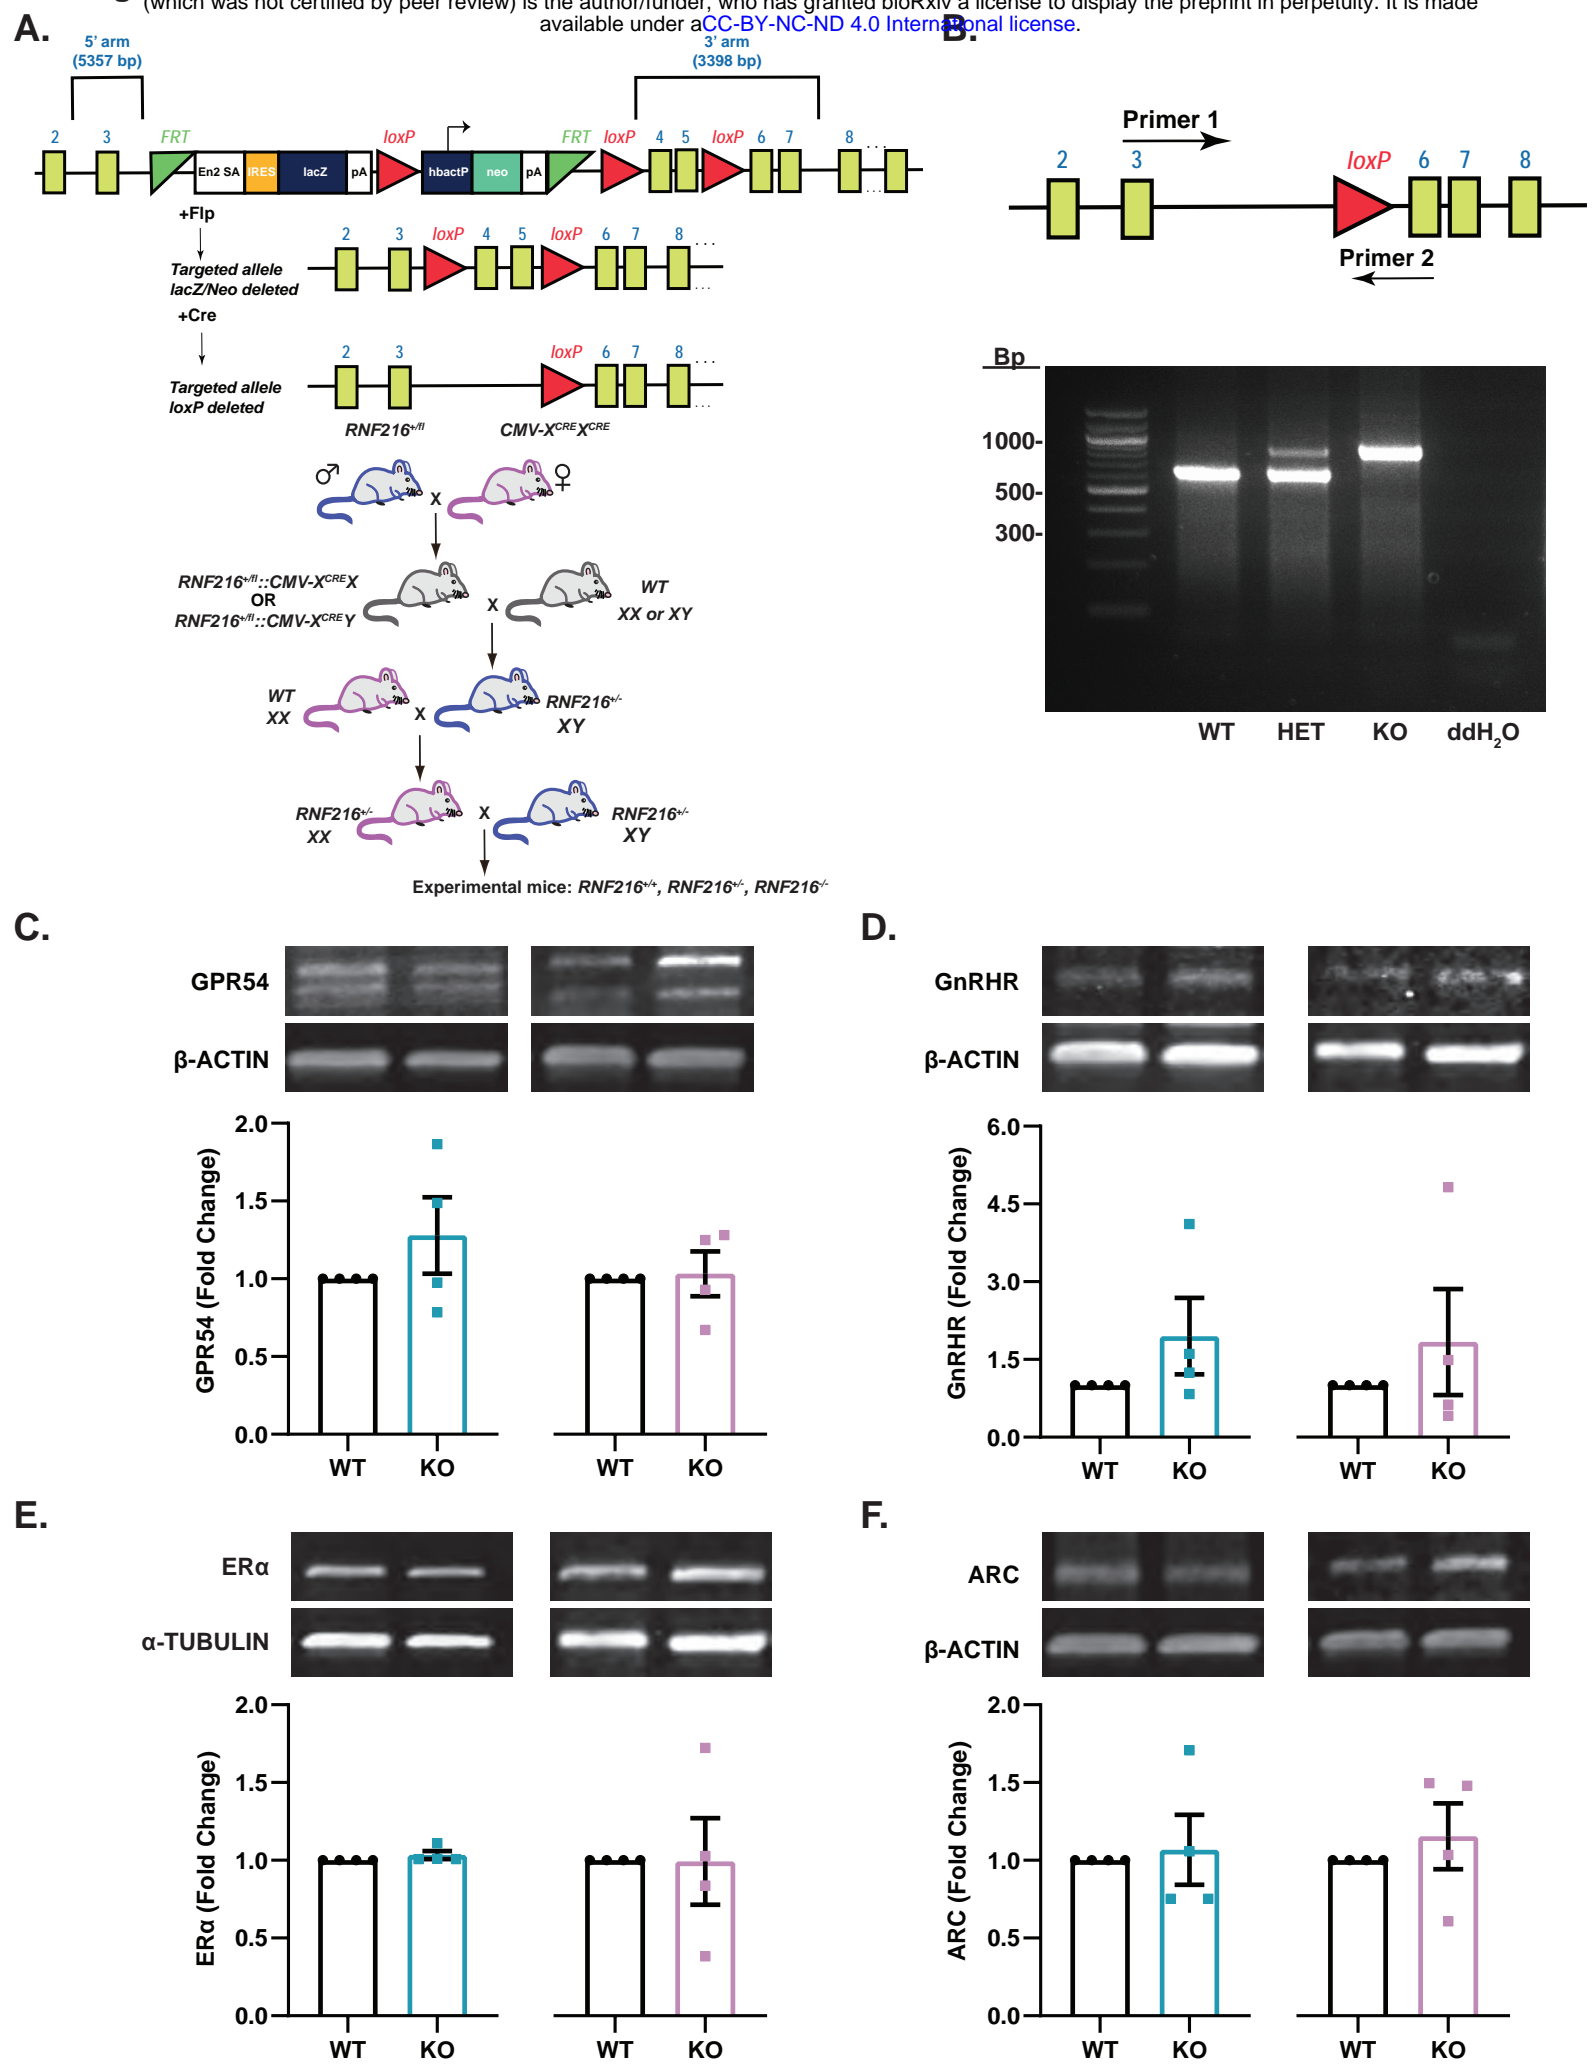 (which was not certified by peer review) is the author/funder, who has granted bioRxiv a license to display the preprint in perpetuity. It is made
available under aCC-BY-NC-ND 4.0 International license.
A.
5' arm
(5357 bp)
3' arm
(3398 bp)
2 3 FRT loxP FRT loxP 4 5 loxP 6 7 8 ...
En2 SA IRES lacZ pA hbactP neo pA ...
+Flp
2 3 loxP 4 5 loxP 6 7 8 ...
Targeted allele
lacZ/Neo deleted ...
+Cre
2 3 loxP 6 7 8 ...
Targeted allele
loxP deleted ...
RNF216+/fl CMV-XCREXCRE
♂ X ♀
RNF216+/fl::CMV-XCREX
OR
RNF216+/fl::CMV-XCREY
X
WT
XX or XY
WT
XX
X
RNF216+/-
XY
RNF216+/-
XX
X
RNF216+/-
XY
Experimental mice: RNF216+/+, RNF216+/-, RNF216-/-
B.
Primer 1
2 3 loxP 6 7 8
Primer 2
Bp
1000-
500-
300-
WT HET KO ddH2O
C.
GPR54
β-ACTIN
GPR54 (Fold Change)
2.0
1.5
1.0
0.5
0.0
WT KO WT KO
D.
GnRHR
β-ACTIN
GnRHR (Fold Change)
6.0
4.5
3.0
1.5
0.0
WT KO WT KO
E.
ERα
α-TUBULIN
ERα (Fold Change)
2.0
1.5
1.0
0.5
0.0
WT KO WT KO
F.
ARC
β-ACTIN
ARC (Fold Change)
2.0
1.5
1.0
0.5
0.0
WT KO WT KO